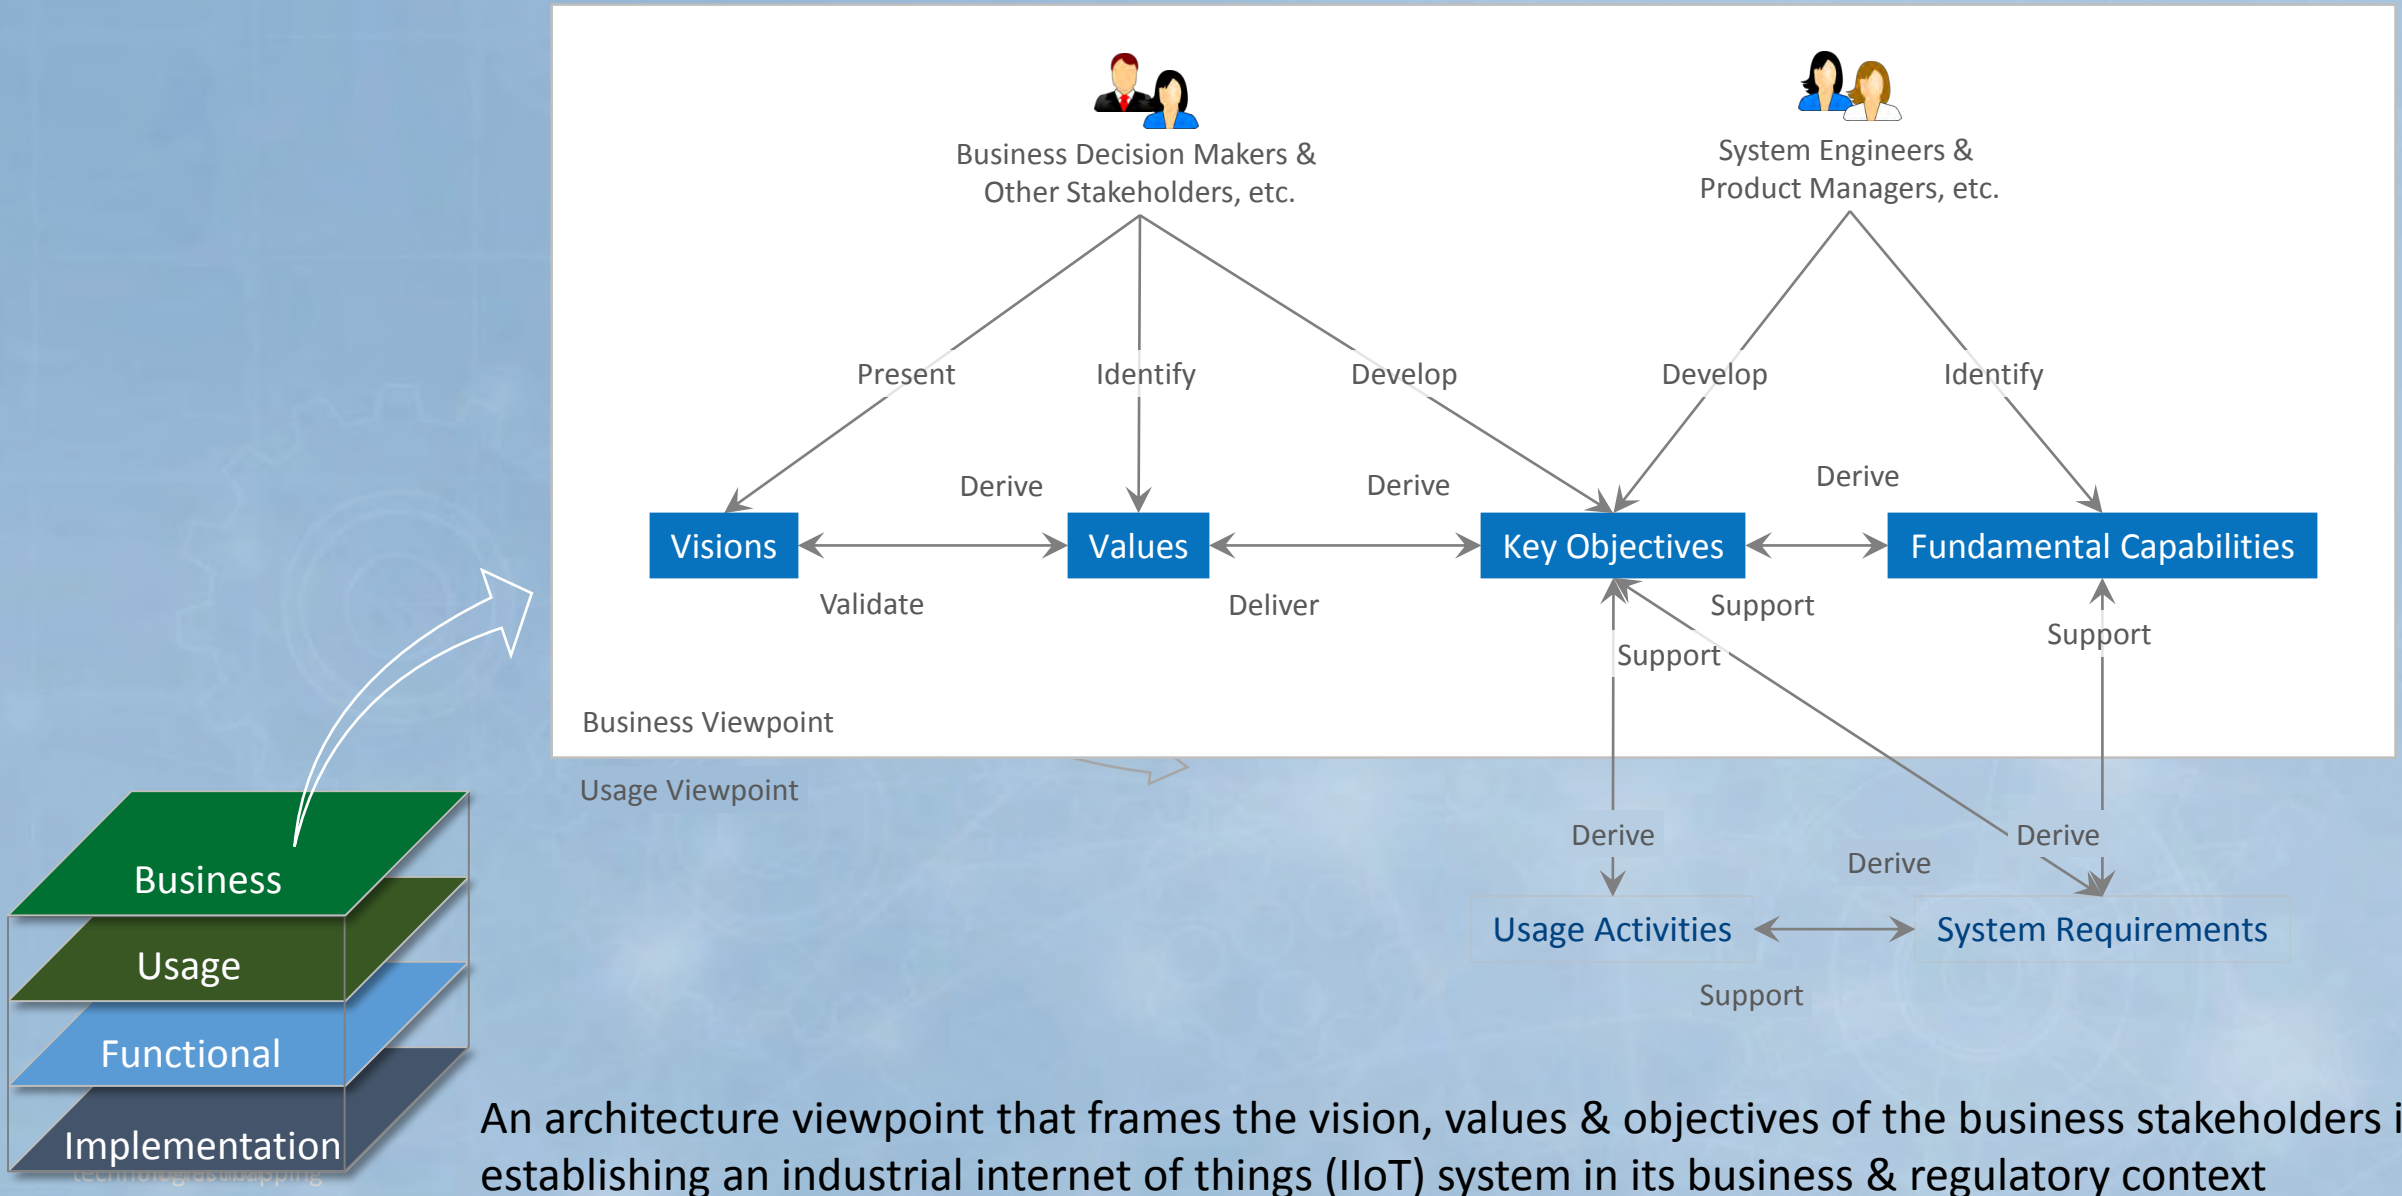 Business Decision Makers &
Other Stakeholders, etc.
System Engineers &
Product Managers, etc.
Present
Identify
Develop
Develop
Identify
Derive
Derive
Derive
Visions
Values
Key Objectives
Fundamental Capabilities
Validate
Deliver
Support
Support
Support
Business Viewpoint
Usage Viewpoint
Derive
Derive
Derive
Usage Activities
System Requirements
Support
Business
Usage
Functional
Implementation
An architecture viewpoint that frames the vision, values & objectives of the business stakeholders i
establishing an industrial internet of things (IIoT) system in its business & regulatory context